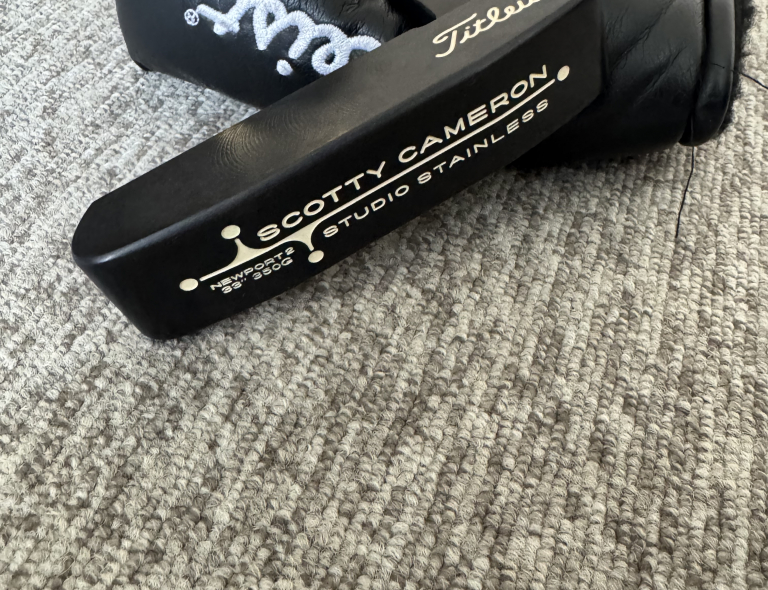 Titleist
SCOTTY CAMERON
STUDIO STAINLESS
NEWPORT 2
33" 350G